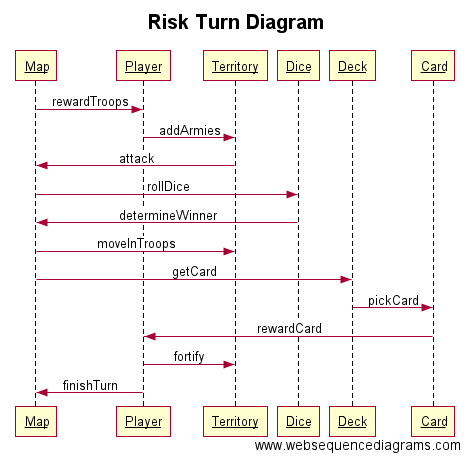 Risk Turn Diagram
Map Player Territory Dice Deck Card
rewardTroops
addArmies
attack
rollDice
determineWinner
moveInTroops
getCard
pickCard
rewardCard
fortify
finishTurn
Map Player Territory Dice Deck Card
www.websequencediagrams.com